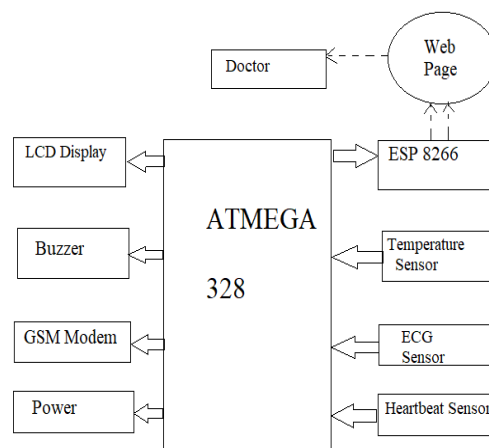 Web
Page
Doctor
LCD Display
ESP 8266
ATMEGA
328
Buzzer
Temperature
Sensor
GSM Modem
ECG
Sensor
Power
Heartbeat Sensor